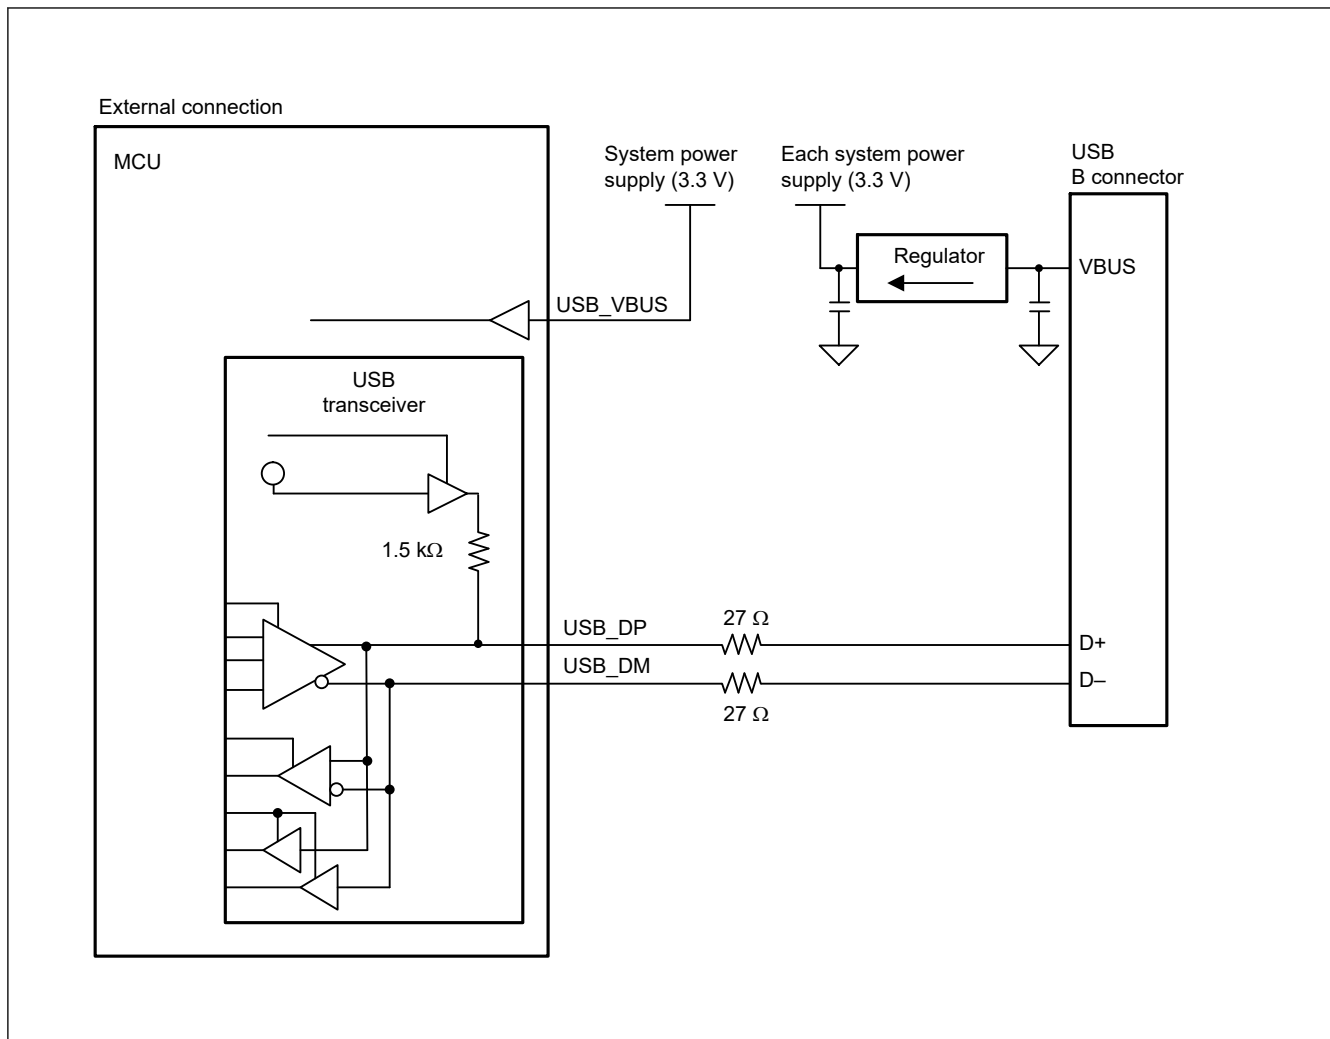 External connection
MCU
System power
supply (3.3 V)
Each system power
supply (3.3 V)
USB
B connector
Regulator
VBUS
USB_VBUS
USB
transceiver
1.5 kΩ
USB_DP
27 Ω
D+
USB_DM
D–
27 Ω